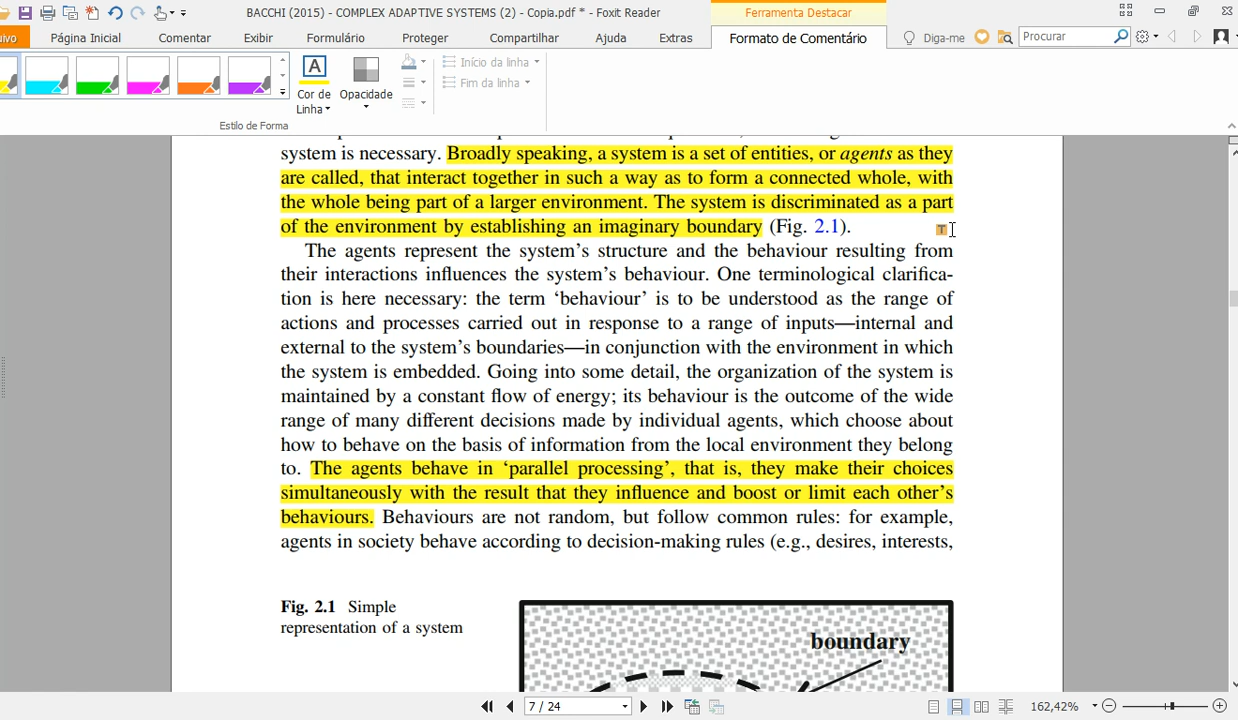 BACCHI (2015) - COMPLEX ADAPTIVE SYSTEMS (2) - Copia.pdf * - Foxit Reader
Ferramenta Destacar
Página Inicial Comentar Exibir Formulário Proteger Compartilhar Ajuda Extras Formato de Comentário Diga-me Procurar
Início da linha
Fim da linha
Cor de Linha
Opacidade
Estilo de Forma
system is necessary. Broadly speaking, a system is a set of entities, or agents as they
are called, that interact together in such a way as to form a connected whole, with
the whole being part of a larger environment. The system is discriminated as a part
of the environment by establishing an imaginary boundary (Fig. 2.1).
The agents represent the system’s structure and the behaviour resulting from
their interactions influences the system’s behaviour. One terminological clarifica-
tion is here necessary: the term ‘behaviour’ is to be understood as the range of
actions and processes carried out in response to a range of inputs—internal and
external to the system’s boundaries—in conjunction with the environment in which
the system is embedded. Going into some detail, the organization of the system is
maintained by a constant flow of energy; its behaviour is the outcome of the wide
range of many different decisions made by individual agents, which choose about
how to behave on the basis of information from the local environment they belong
to. The agents behave in ‘parallel processing’, that is, they make their choices
simultaneously with the result that they influence and boost or limit each other’s
behaviours. Behaviours are not random, but follow common rules: for example,
agents in society behave according to decision-making rules (e.g., desires, interests,
Fig. 2.1 Simple
representation of a system
boundary
7 / 24
162,42%